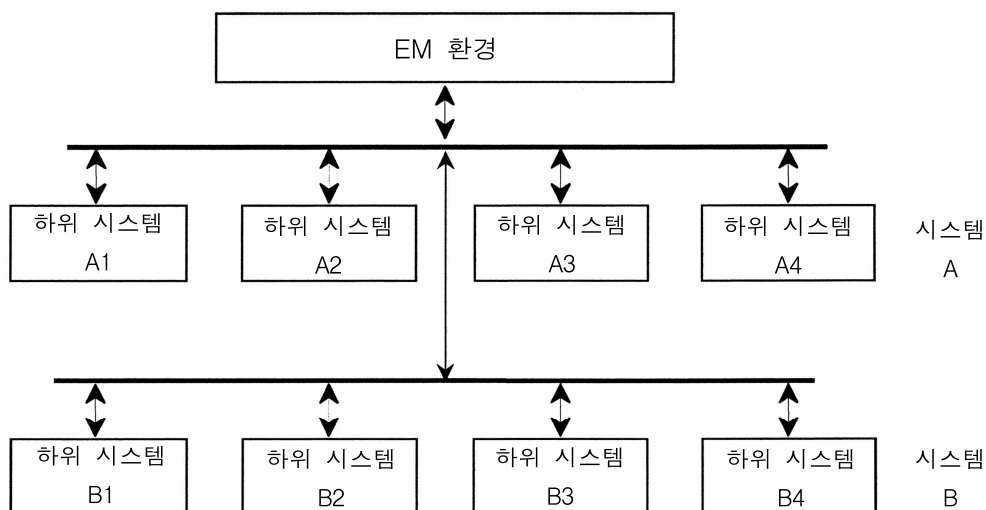 EM 환경
하위 시스템
A1
하위 시스템
A2
하위 시스템
A3
하위 시스템
A4
시스템
A
하위 시스템
B1
하위 시스템
B2
하위 시스템
B3
하위 시스템
B4
시스템
B